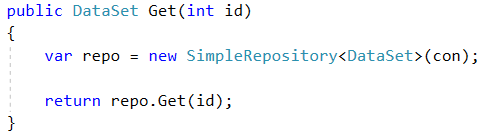 public DataSet Get(int id)
{
    var repo = new SimpleRepository<DataSet>(con);
    return repo.Get(id);
}